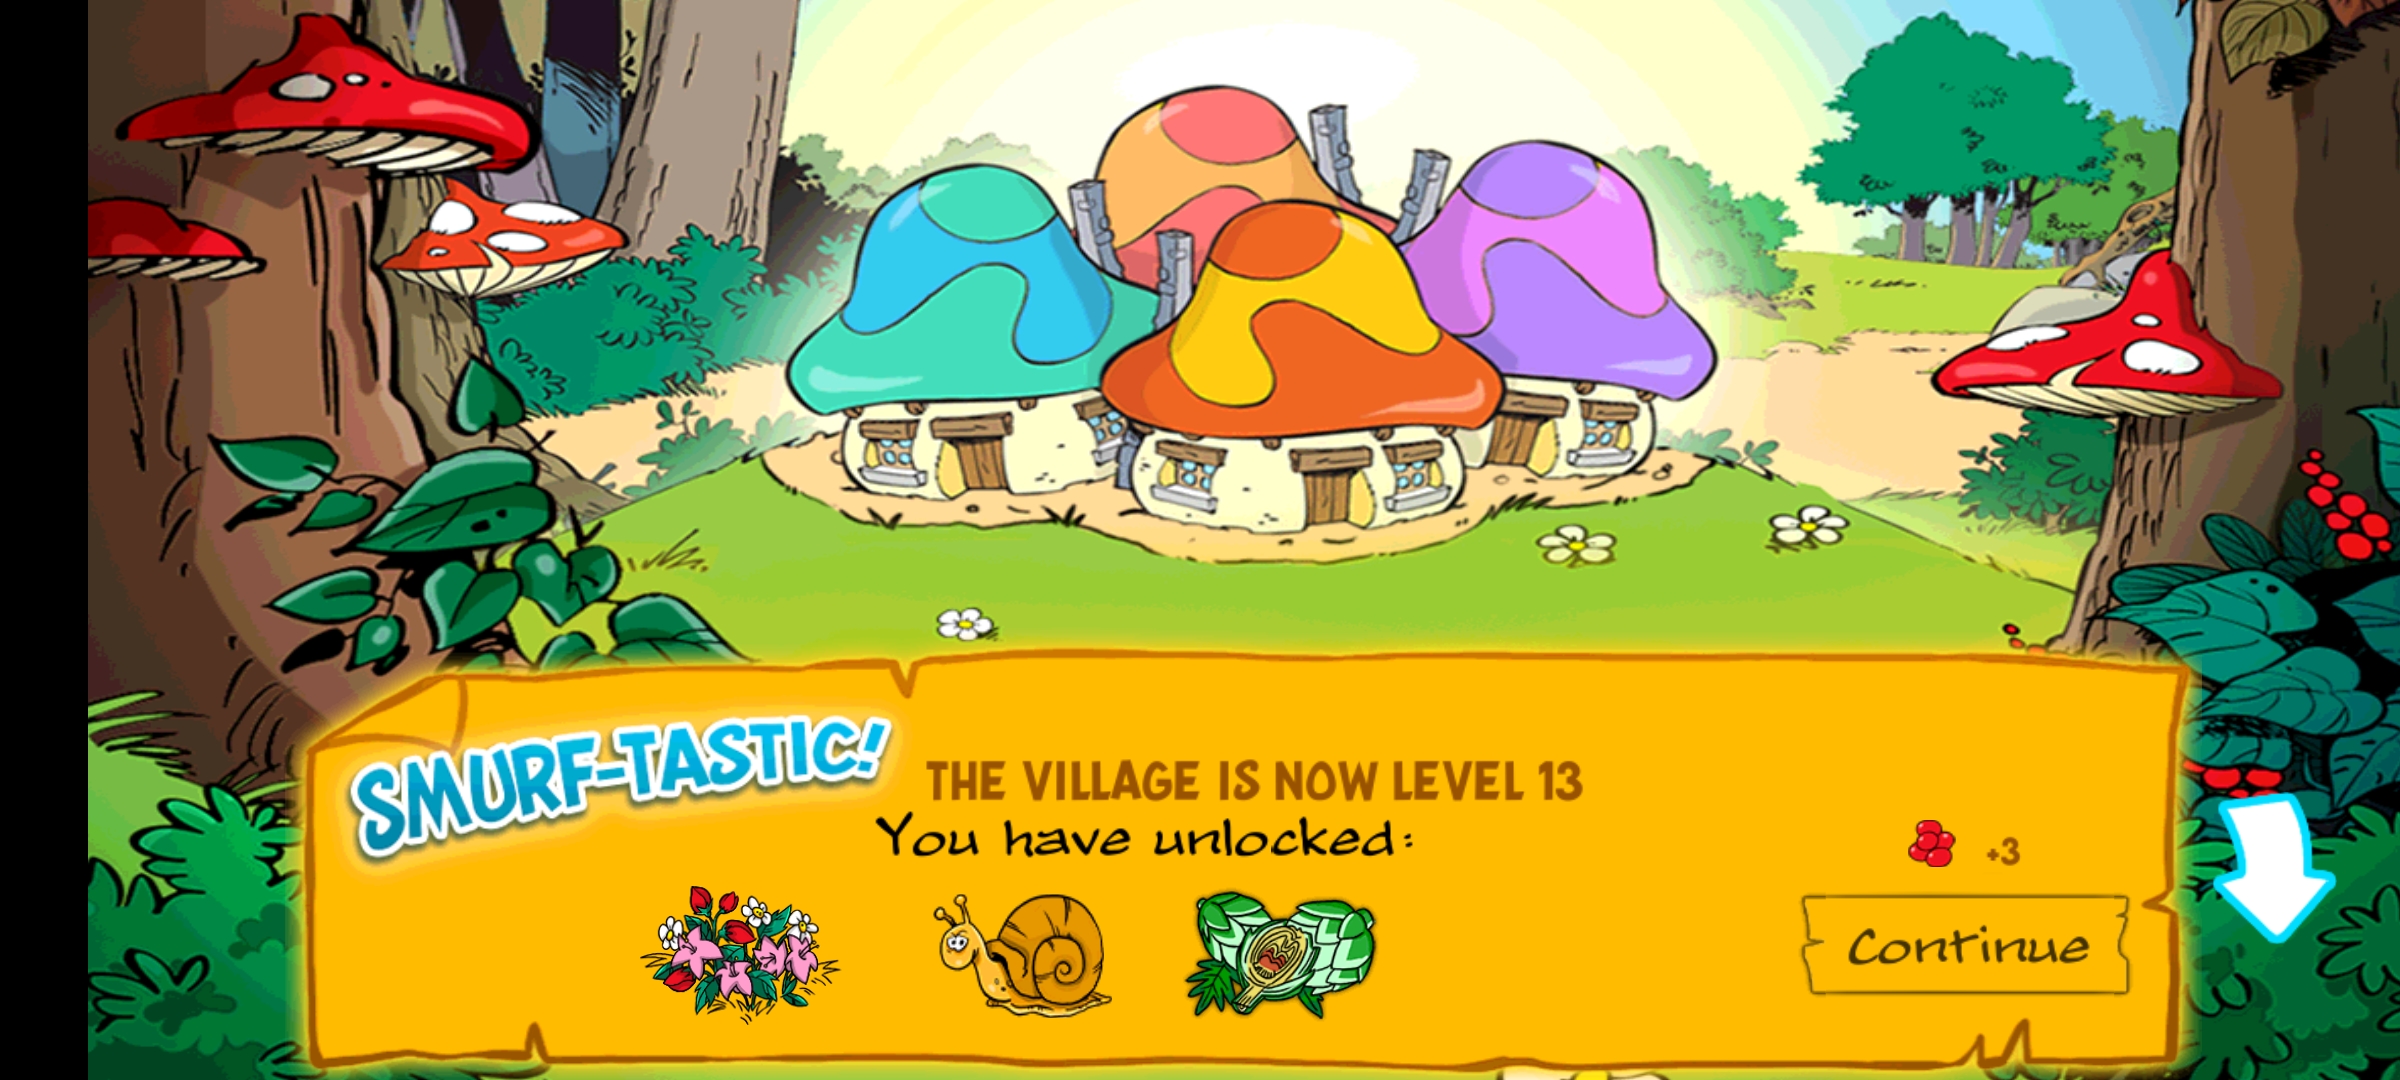 SMURF-TASTIC!
THE VILLAGE IS NOW LEVEL 13
You have unlocked:
+3
Continue